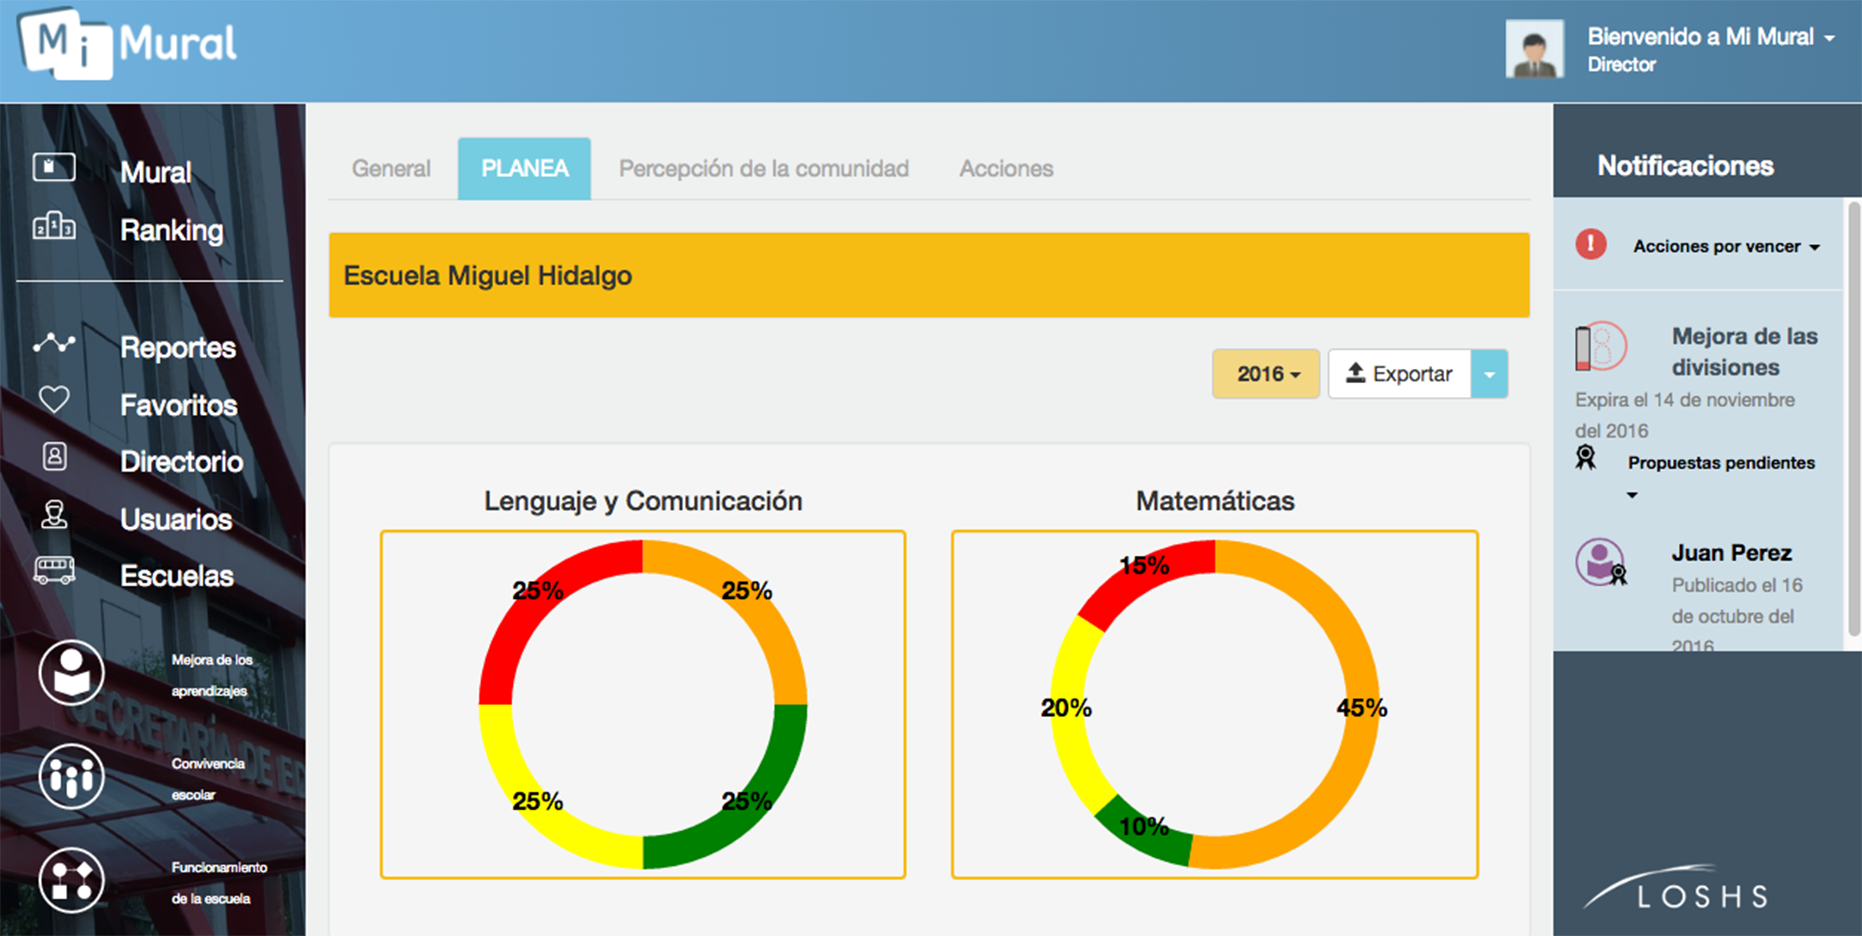 Mi Mural
Bienvenido a Mi Mural
Director
Mural
Ranking
Reportes
Favoritos
Directorio
Usuarios
Escuelas
Mejora de los
aprendizajes
Convivencia
escolar
Funcionamiento
de la escuela
SECRETARÍA DE ED
General
PLANEA
Percepción de la comunidad
Acciones
Escuela Miguel Hidalgo
2016
Exportar
Lenguaje y Comunicación
25%
25%
25%
25%
Matemáticas
15%
20%
45%
10%
Notificaciones
Acciones por vencer
Mejora de las
divisiones
Expira el 14 de noviembre
del 2016
Propuestas pendientes
Juan Perez
Publicado el 16
de octubre del
2016
LOSHS